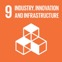 9 INDUSTRY, INNOVATION
AND INFRASTRUCTURE